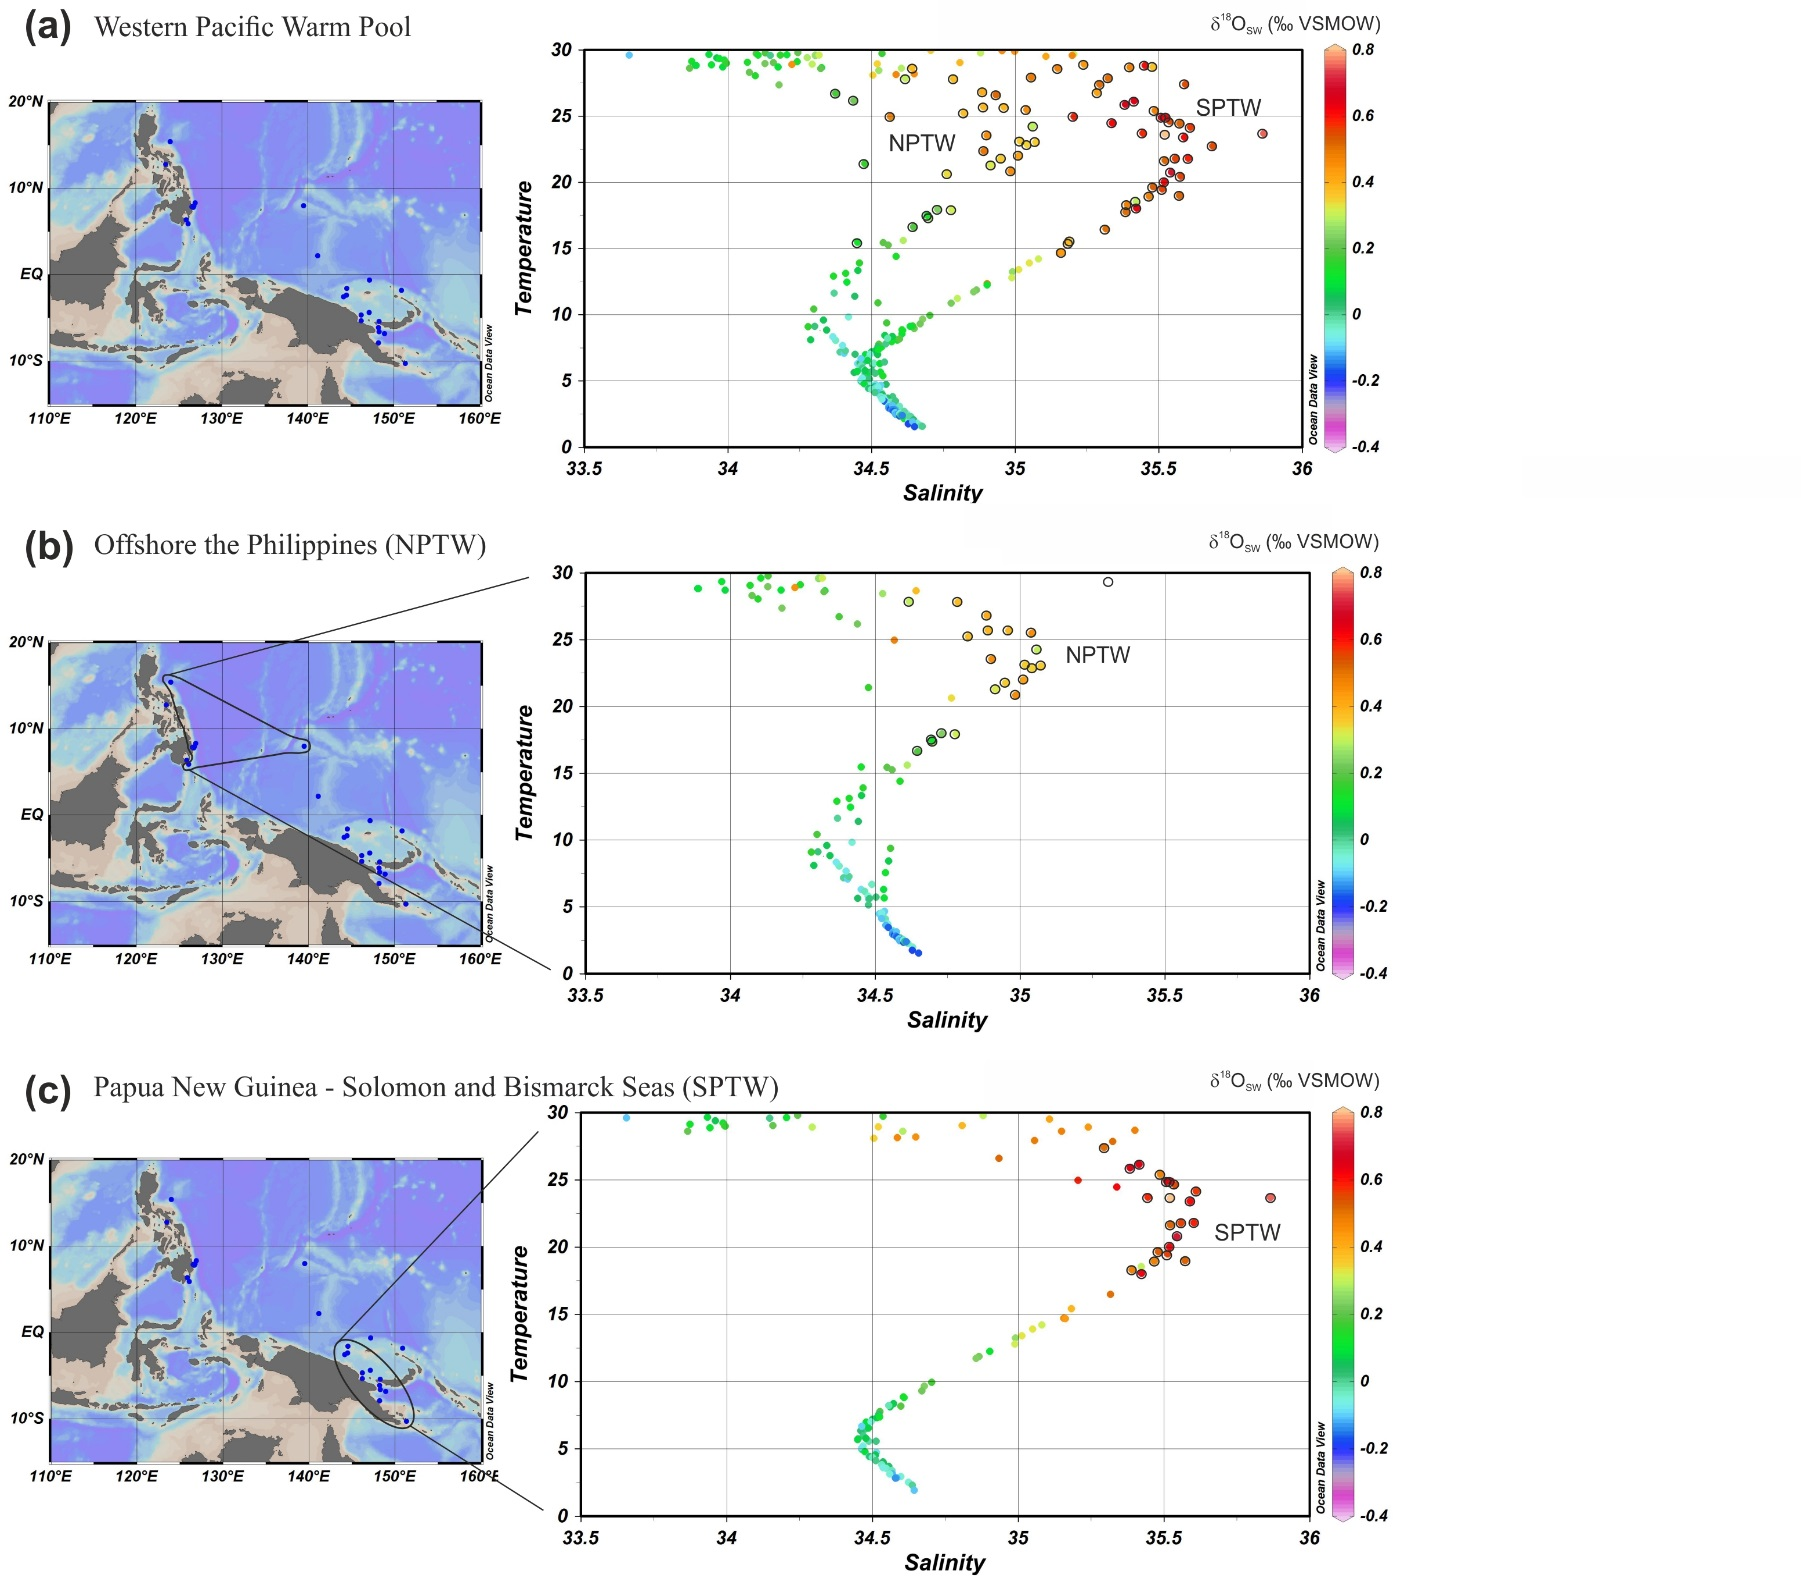 (a) Western Pacific Warm Pool
δ18OSW (‰ VSMOW)
20°N
10°N
EQ
10°S
110°E 120°E 130°E 140°E 150°E 160°E
Ocean Data View
Temperature
30
25
20
15
10
5
0
NPTW
SPTW
33.5 34 34.5 35 35.5 36
Salinity
Ocean Data View
0.8
0.6
0.4
0.2
0
-0.2
-0.4
(b) Offshore the Philippines (NPTW)
δ18OSW (‰ VSMOW)
20°N
10°N
EQ
10°S
110°E 120°E 130°E 140°E 150°E 160°E
Ocean Data View
Temperature
30
25
20
15
10
5
0
NPTW
33.5 34 34.5 35 35.5 36
Salinity
Ocean Data View
0.8
0.6
0.4
0.2
0
-0.2
-0.4
(c) Papua New Guinea - Solomon and Bismarck Seas (SPTW)
δ18OSW (‰ VSMOW)
20°N
10°N
EQ
10°S
110°E 120°E 130°E 140°E 150°E 160°E
Ocean Data View
Temperature
30
25
20
15
10
5
0
SPTW
33.5 34 34.5 35 35.5 36
Salinity
Ocean Data View
0.8
0.6
0.4
0.2
0
-0.2
-0.4